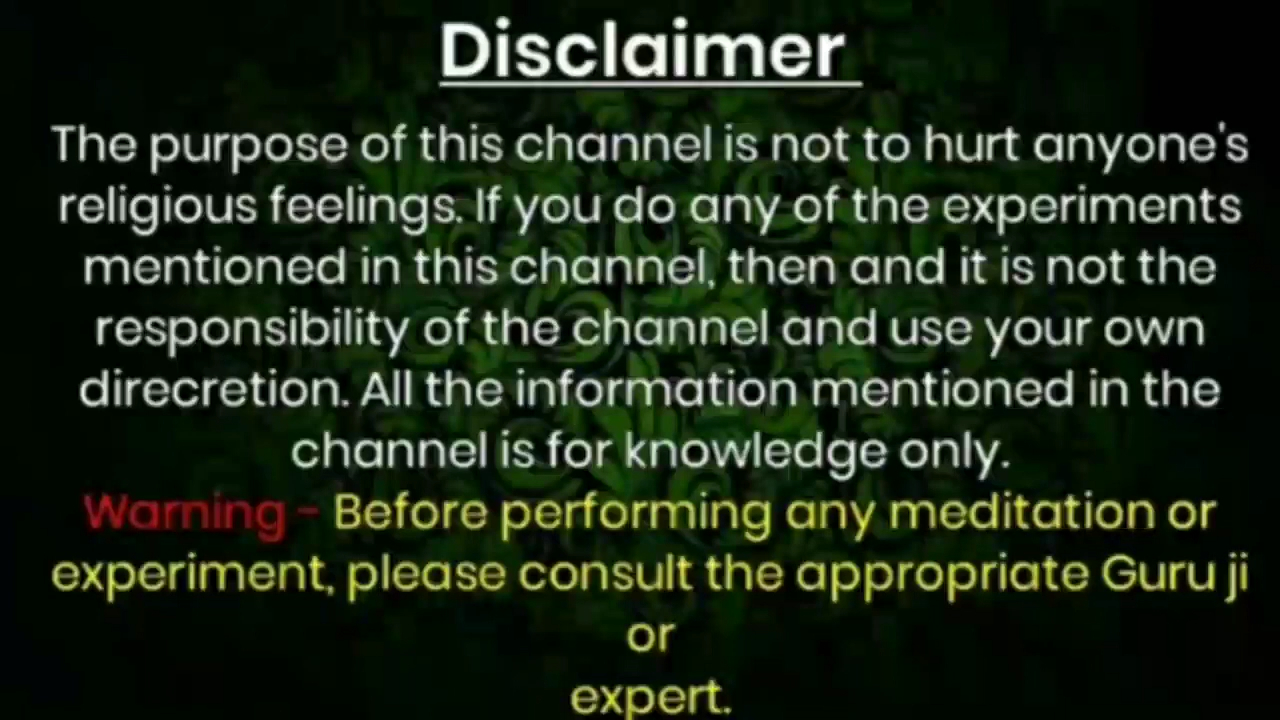 Disclaimer
The purpose of this channel is not to hurt anyone's
religious feelings. If you do any of the experiments
mentioned in this channel, then and it is not the
responsibility of the channel and use your own
direcretion. All the information mentioned in the
channel is for knowledge only.
Warning - Before performing any meditation or
experiment, please consult the appropriate Guru ji
or
expert.